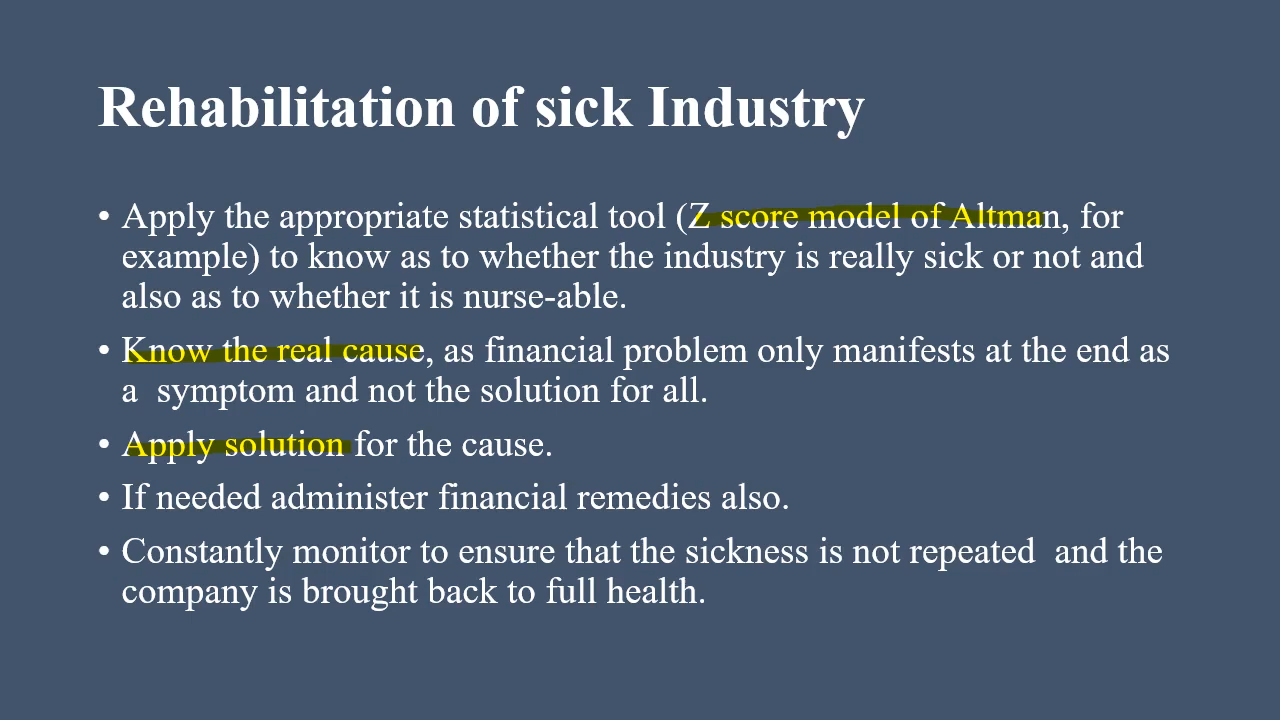 Rehabilitation of sick Industry
• Apply the appropriate statistical tool (Z score model of Altman, for
example) to know as to whether the industry is really sick or not and
also as to whether it is nurse-able.
• Know the real cause, as financial problem only manifests at the end as
a  symptom and not the solution for all.
• Apply solution for the cause.
• If needed administer financial remedies also.
• Constantly monitor to ensure that the sickness is not repeated  and the
company is brought back to full health.